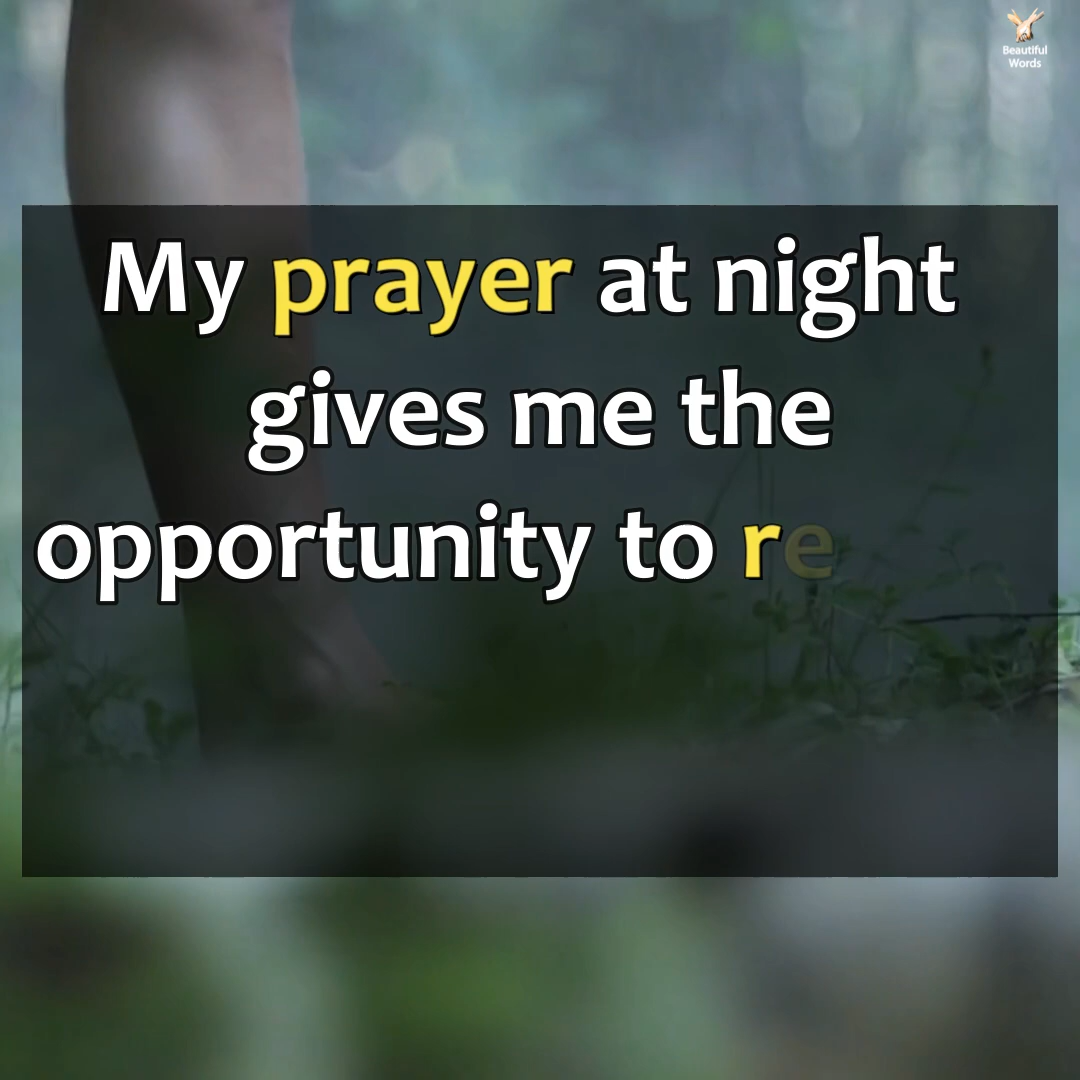 Beautiful
Words
My prayer at night
gives me the
opportunity to re